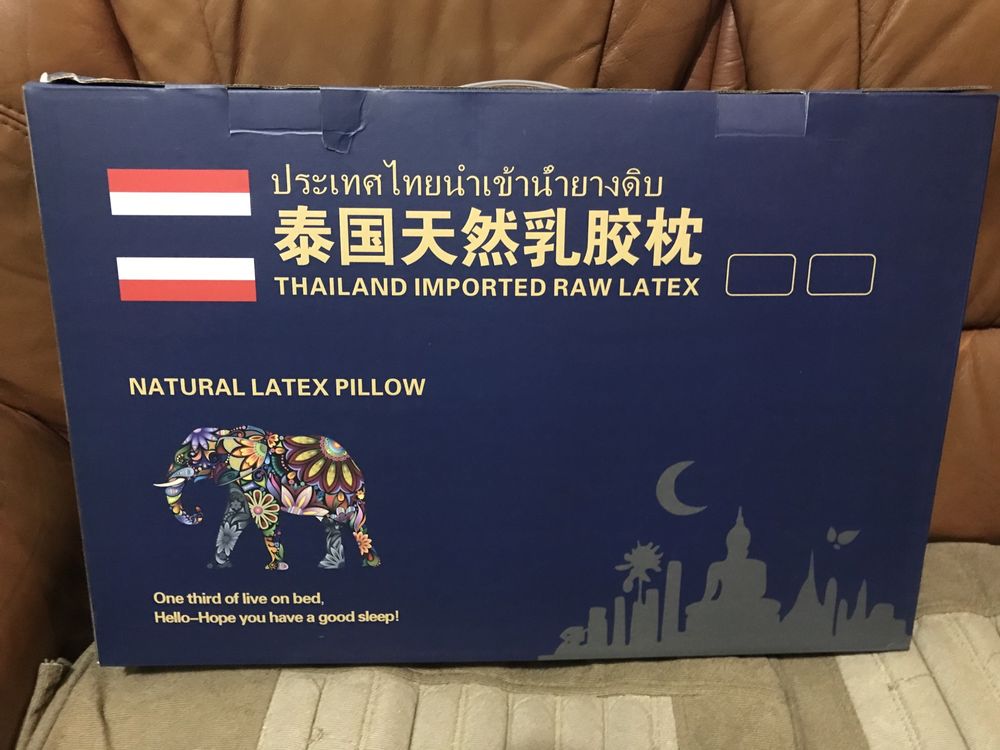 ประเทศไทยนำเข้าน้ำยางดิบ
泰国天然乳胶枕
THAILAND IMPORTED RAW LATEX
NATURAL LATEX PILLOW
One third of live on bed,
Hello-Hope you have a good sleep!